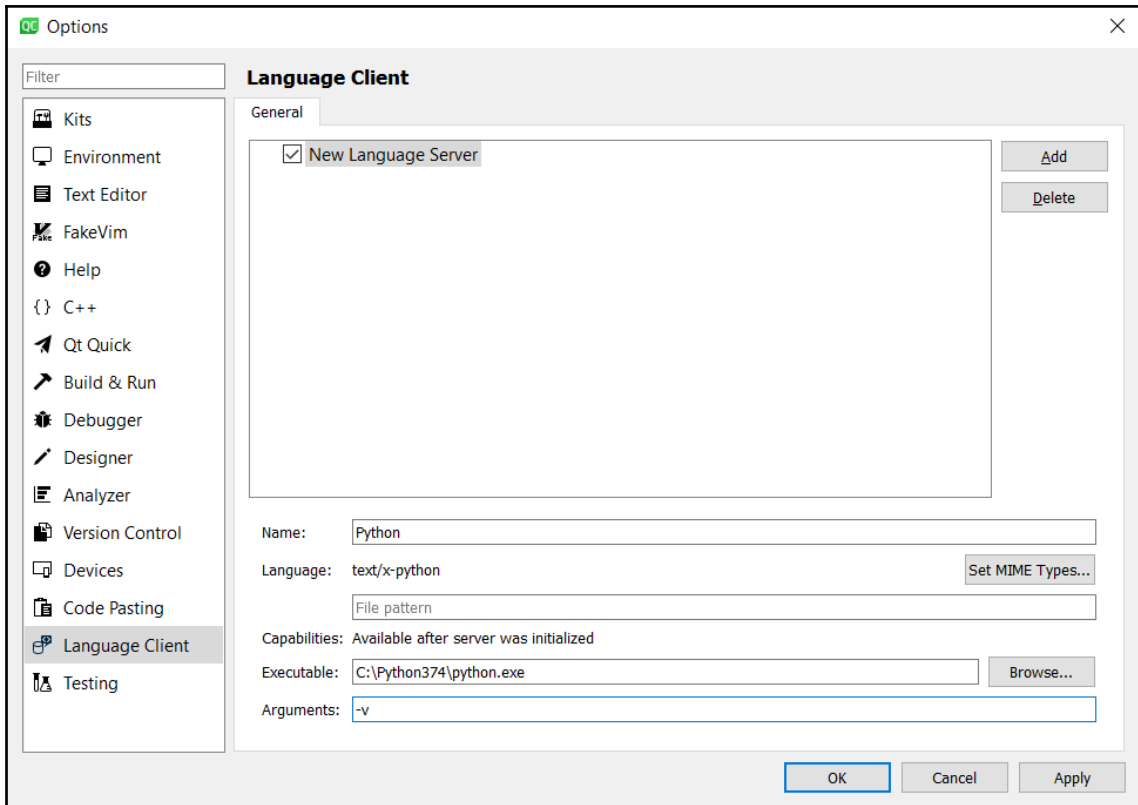 QC Options
Filter
Kits
Environment
Text Editor
Fake FakeVim
Help
{} C++
Qt Quick
Build & Run
Debugger
Designer
Analyzer
Version Control
Devices
Code Pasting
Language Client
Testing
Language Client
General
New Language Server
Add
Delete
Name: Python
Language: text/x-python Set MIME Types...
File pattern
Capabilities: Available after server was initialized
Executable: C:\Python374\python.exe Browse...
Arguments: -v
OK Cancel Apply